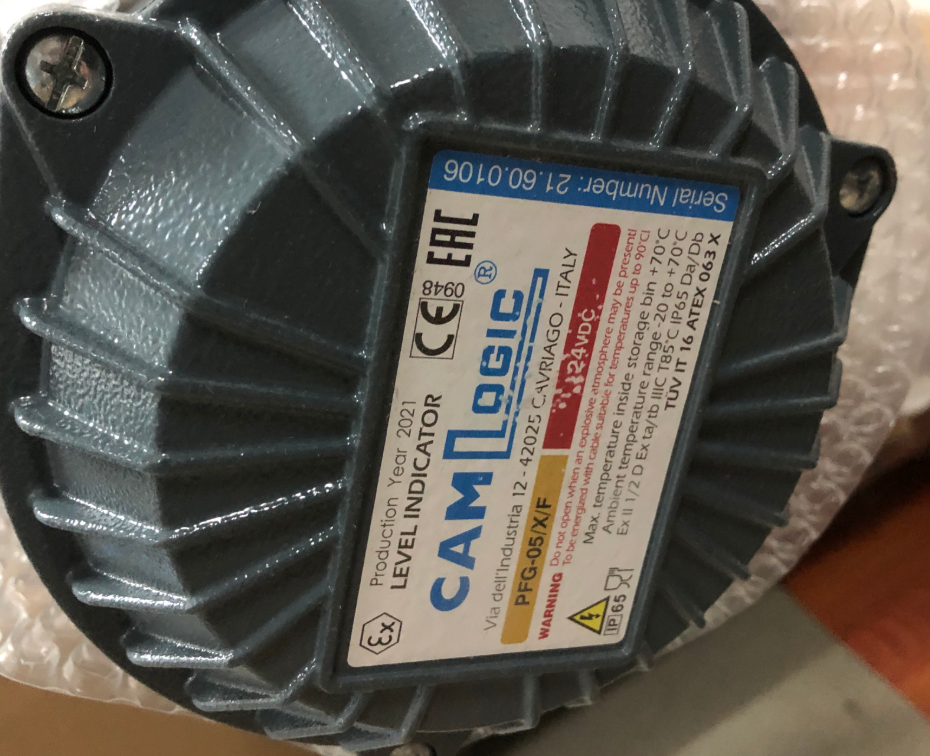 Serial Number: 21.60.0106
Production Year 2021
LEVEL INDICATOR
CE 0948
EAC
Ex
CAMLOGIC®
Via dell'Industria 12 - 42025 CAVRIAGO - ITALY
PFG-05/X/F
24VDC
WARNING Do not open when an explosive atmosphere may be present!
To be energized with cable suitable for temperatures up to 90°C!
Max. temperature inside storage bin +70°C
Ambient temperature range -20 to +70°C
Ex II 1/2 D Ex ta/tb IIIC T85°C IP65 Da/Db
TUV IT 16 ATEX 063 X
IP65